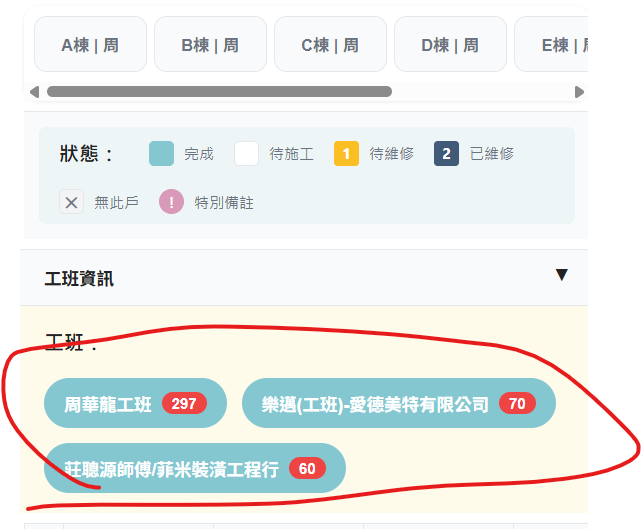 A棟 | 周 B棟 | 周 C棟 | 周 D棟 | 周 E棟 |
狀態： 完成 待施工 1 待維修 2 已維修
× 無此戶 ! 特別備註
工班資訊 ▼
工班：
周華龍工班 297 樂邁(工班)-愛德美特有限公司 70
莊聰源師傅/菲米裝潢工程行 60